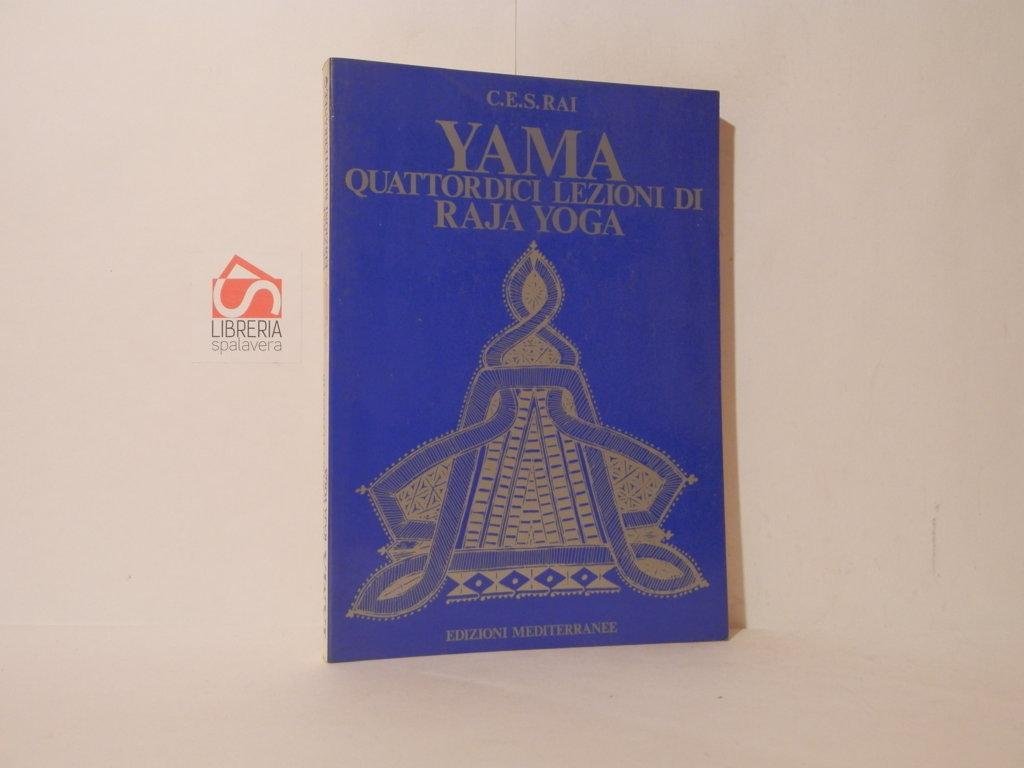 C.E.S. RAI
YAMA
QUATTORDICI LEZIONI DI
RAJA YOGA
EDIZIONI MEDITERRANEE
LIBRERIA
spalavera